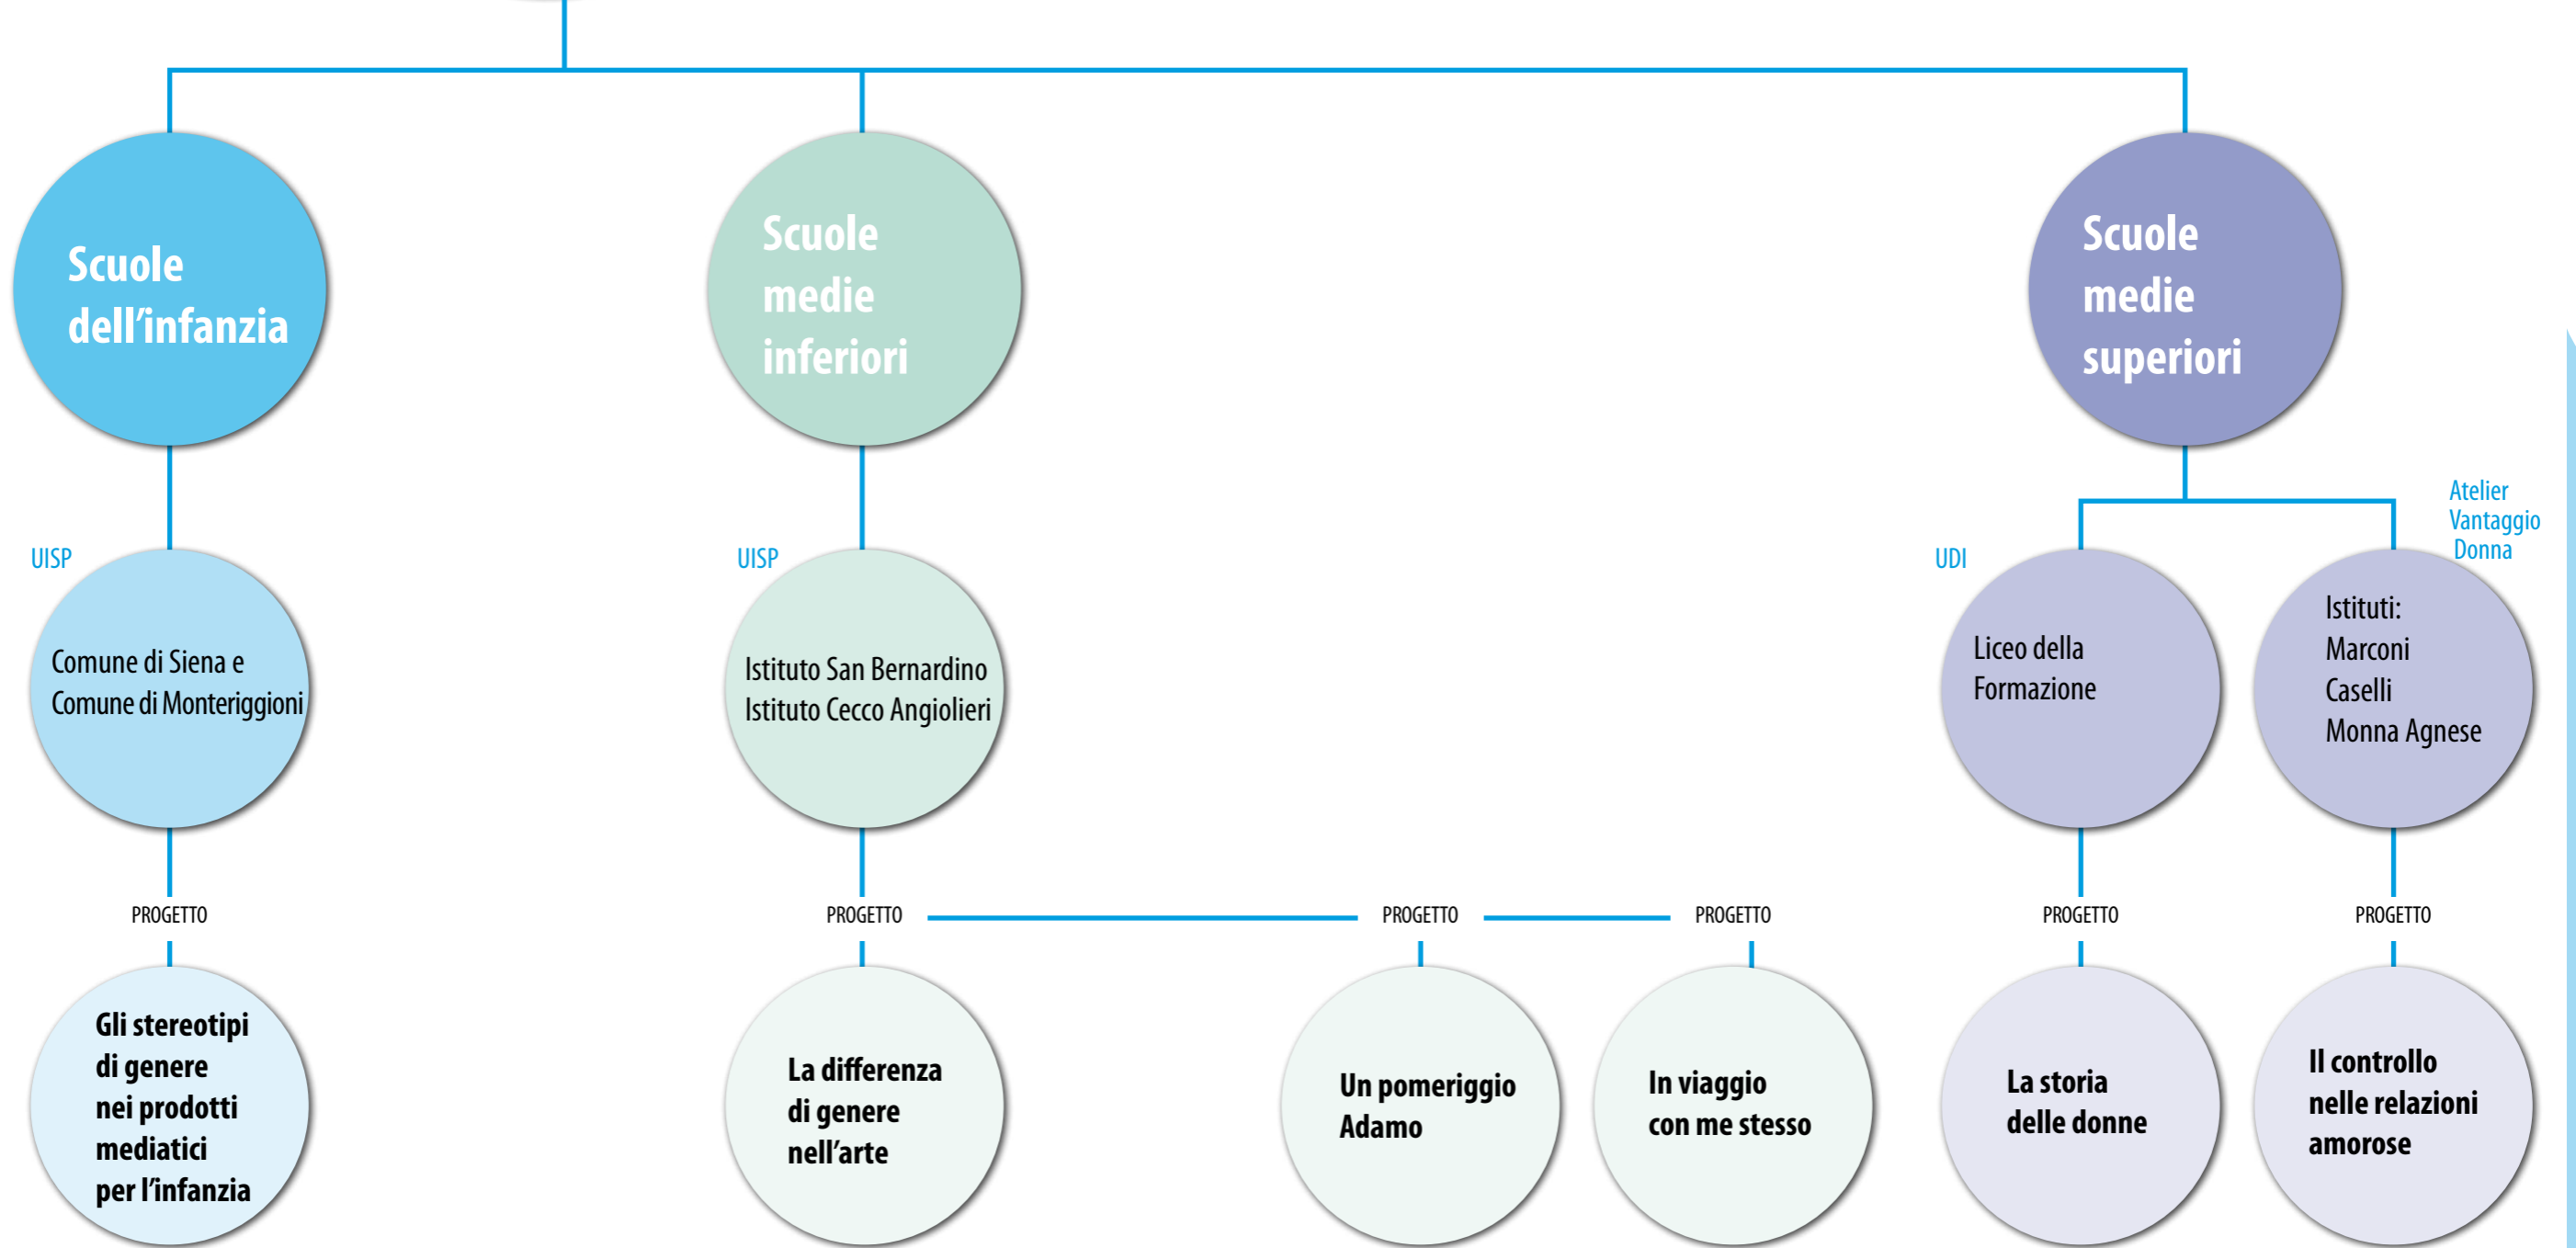 Scuole
dell’infanzia
Scuole
medie
inferiori
Scuole
medie
superiori
UISP
Comune di Siena e
Comune di Monteriggioni
UISP
Istituto San Bernardino
Istituto Cecco Angiolieri
UDI
Liceo della
Formazione
Atelier
Vantaggio
Donna
Istituti:
Marconi
Caselli
Monna Agnese
PROGETTO
PROGETTO
PROGETTO
PROGETTO
PROGETTO
PROGETTO
Gli stereotipi
di genere
nei prodotti
mediatici
per l’infanzia
La differenza
di genere
nell’arte
Un pomeriggio
Adamo
In viaggio
con me stesso
La storia
delle donne
Il controllo
nelle relazioni
amorose